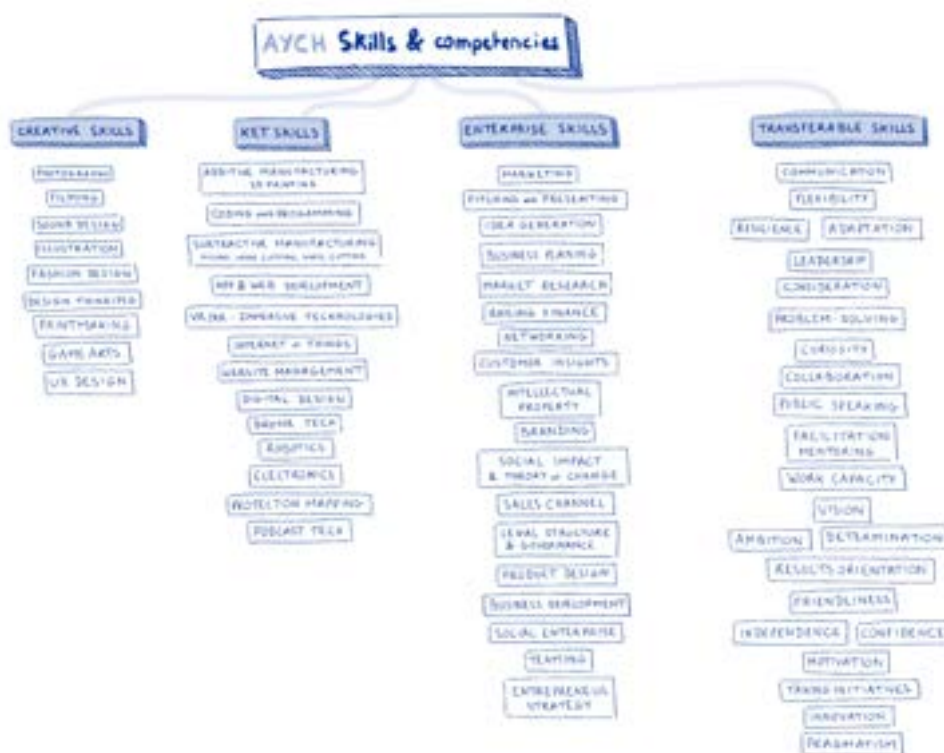 AYCH Skills & competencies
CREATIVE SKILLS
PHOTOGRAPHY
FILMING
SOUND DESIGN
ILLUSTRATION
FASHION DESIGN
DESIGN THINKING
PRINTMAKING
GAME ARTS
UX DESIGN
KET SKILLS
ADDITIVE MANUFACTURING
3D PRINTING
CODING AND PROGRAMMING
SUBTRACTIVE MANUFACTURING
CUTTING, VINYL CUTTING
APP & WEB DEVELOPMENT
VR/AR - IMMERSIVE TECHNOLOGIES
INTERNET OF THINGS
WEBSITE MANAGEMENT
DIGITAL DESIGN
DRONE TECH
ROBOTICS
ELECTRONICS
PROJECTION MAPPING
PODCAST TECH
ENTERPRISE SKILLS
MARKETING
PITCHING AND PRESENTING
IDEA GENERATION
BUSINESS PLANING
MARKET RESEARCH
RAISING FINANCE
NETWORKING
CUSTOMER INSIGHTS
INTELLECTUAL
PROPERTY
BRANDING
SOCIAL IMPACT
& THEORY OF CHANGE
SALES CHANNEL
LEGAL STRUCTURE
& GOVERNANCE
PRODUCT DESIGN
BUSINESS DEVELOPMENT
SOCIAL ENTERPRISE
TEAMING
ENTREPRENEUR
STRATEGY
TRANSFERABLE SKILLS
COMMUNICATION
FLEXIBILITY
RESILIENCE ADAPTATION
LEADERSHIP
CONSIDERATION
PROBLEM-SOLVING
CURIOSITY
COLLABORATION
PUBLIC SPEAKING
FACILITATION
MENTORING
WORK CAPACITY
VISION
AMBITION DETERMINATION
RESULTS ORIENTATION
FRIENDLINESS
INDEPENDENCE CONFIDENCE
MOTIVATION
TAKING INITIATIVES
INNOVATION
PRAGMATISM